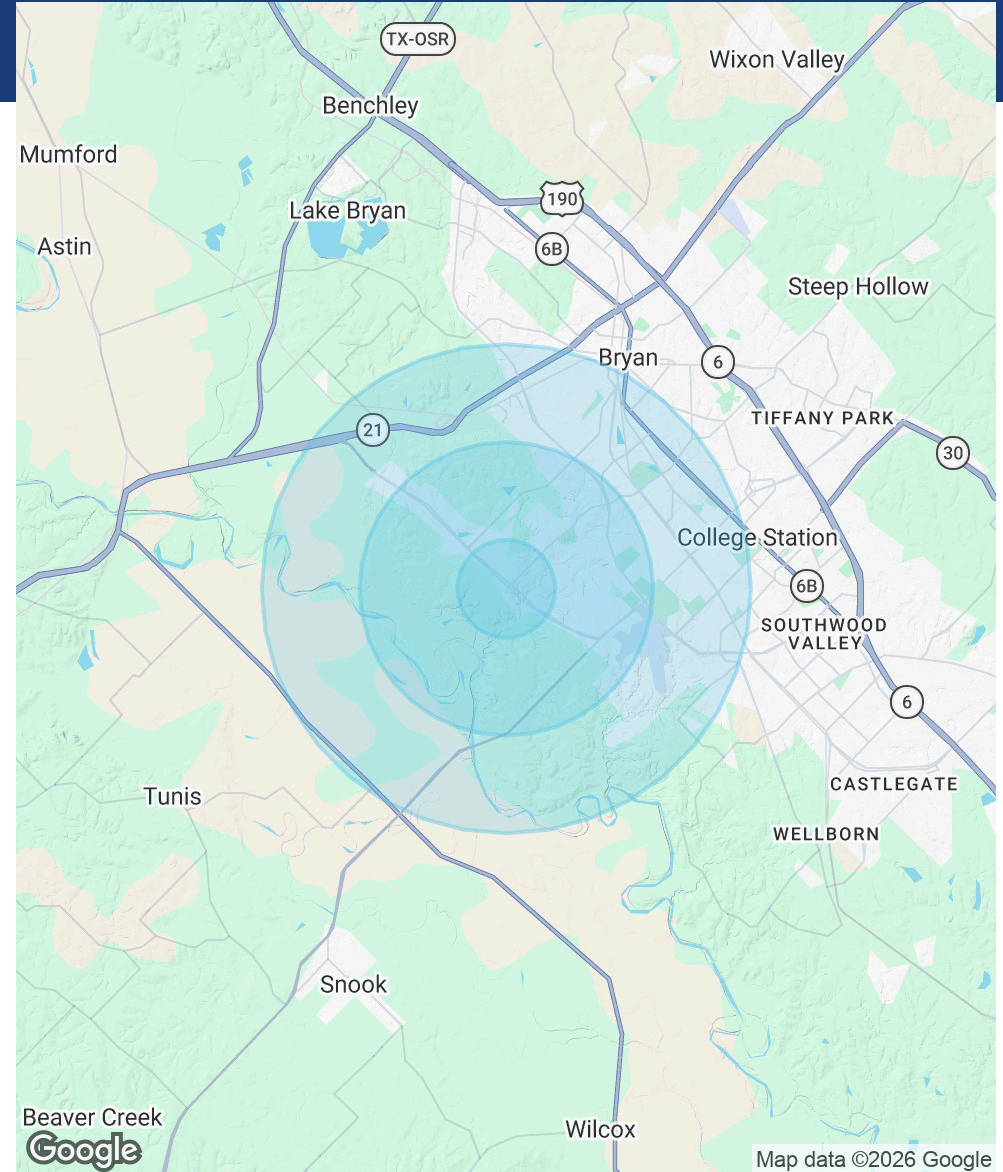 TX-OSR
Wixon Valley
Benchley
Mumford
190
Lake Bryan
Astin
6B
Steep Hollow
Bryan
6
TIFFANY PARK
21
30
College Station
6B
SOUTHWOOD
VALLEY
6
CASTLEGATE
Tunis
WELLBORN
Snook
Beaver Creek
Wilcox
Google
Map data ©2026 Google